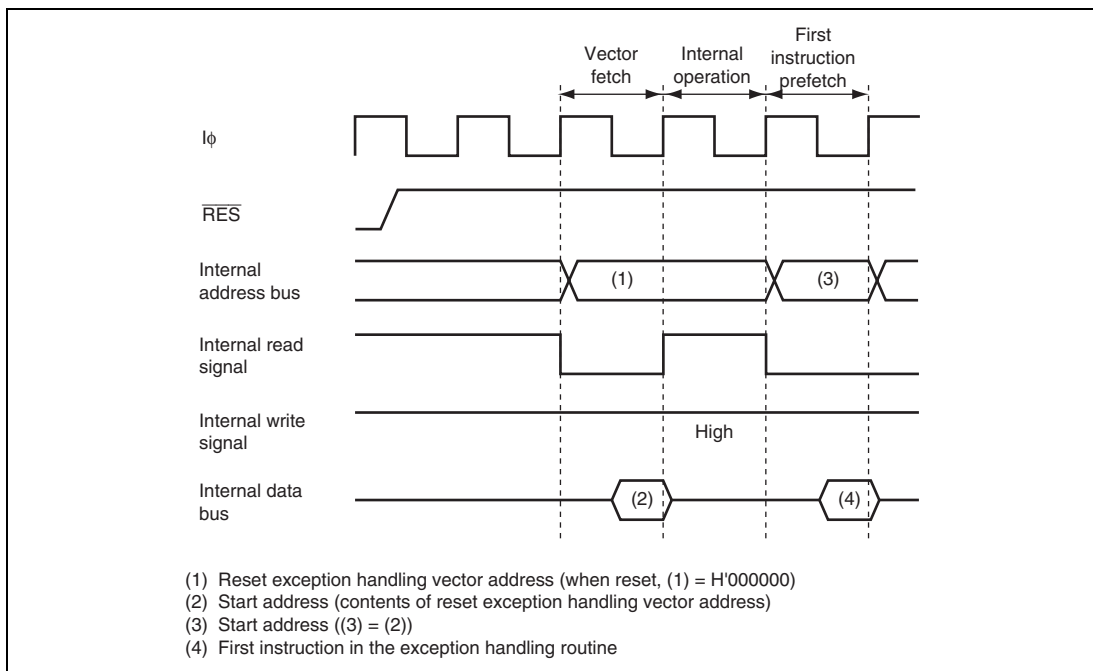 Vector
fetch
Internal
operation
First
instruction
prefetch
Iϕ
RES
Internal
address bus
(1)
(3)
Internal read
signal
Internal write
signal
High
Internal data
bus
(2)
(4)
(1) Reset exception handling vector address (when reset, (1) = H'000000)
(2) Start address (contents of reset exception handling vector address)
(3) Start address ((3) = (2))
(4) First instruction in the exception handling routine